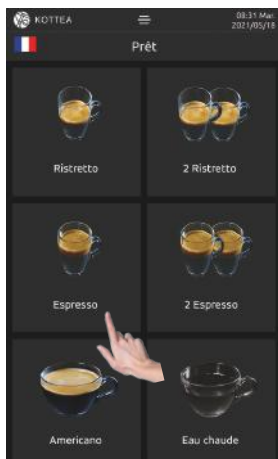 KOTTEA
08:31 Mar.
2021/05/18
Prêt
Ristretto
2 Ristretto
Espresso
2 Espresso
Americano
Eau chaude